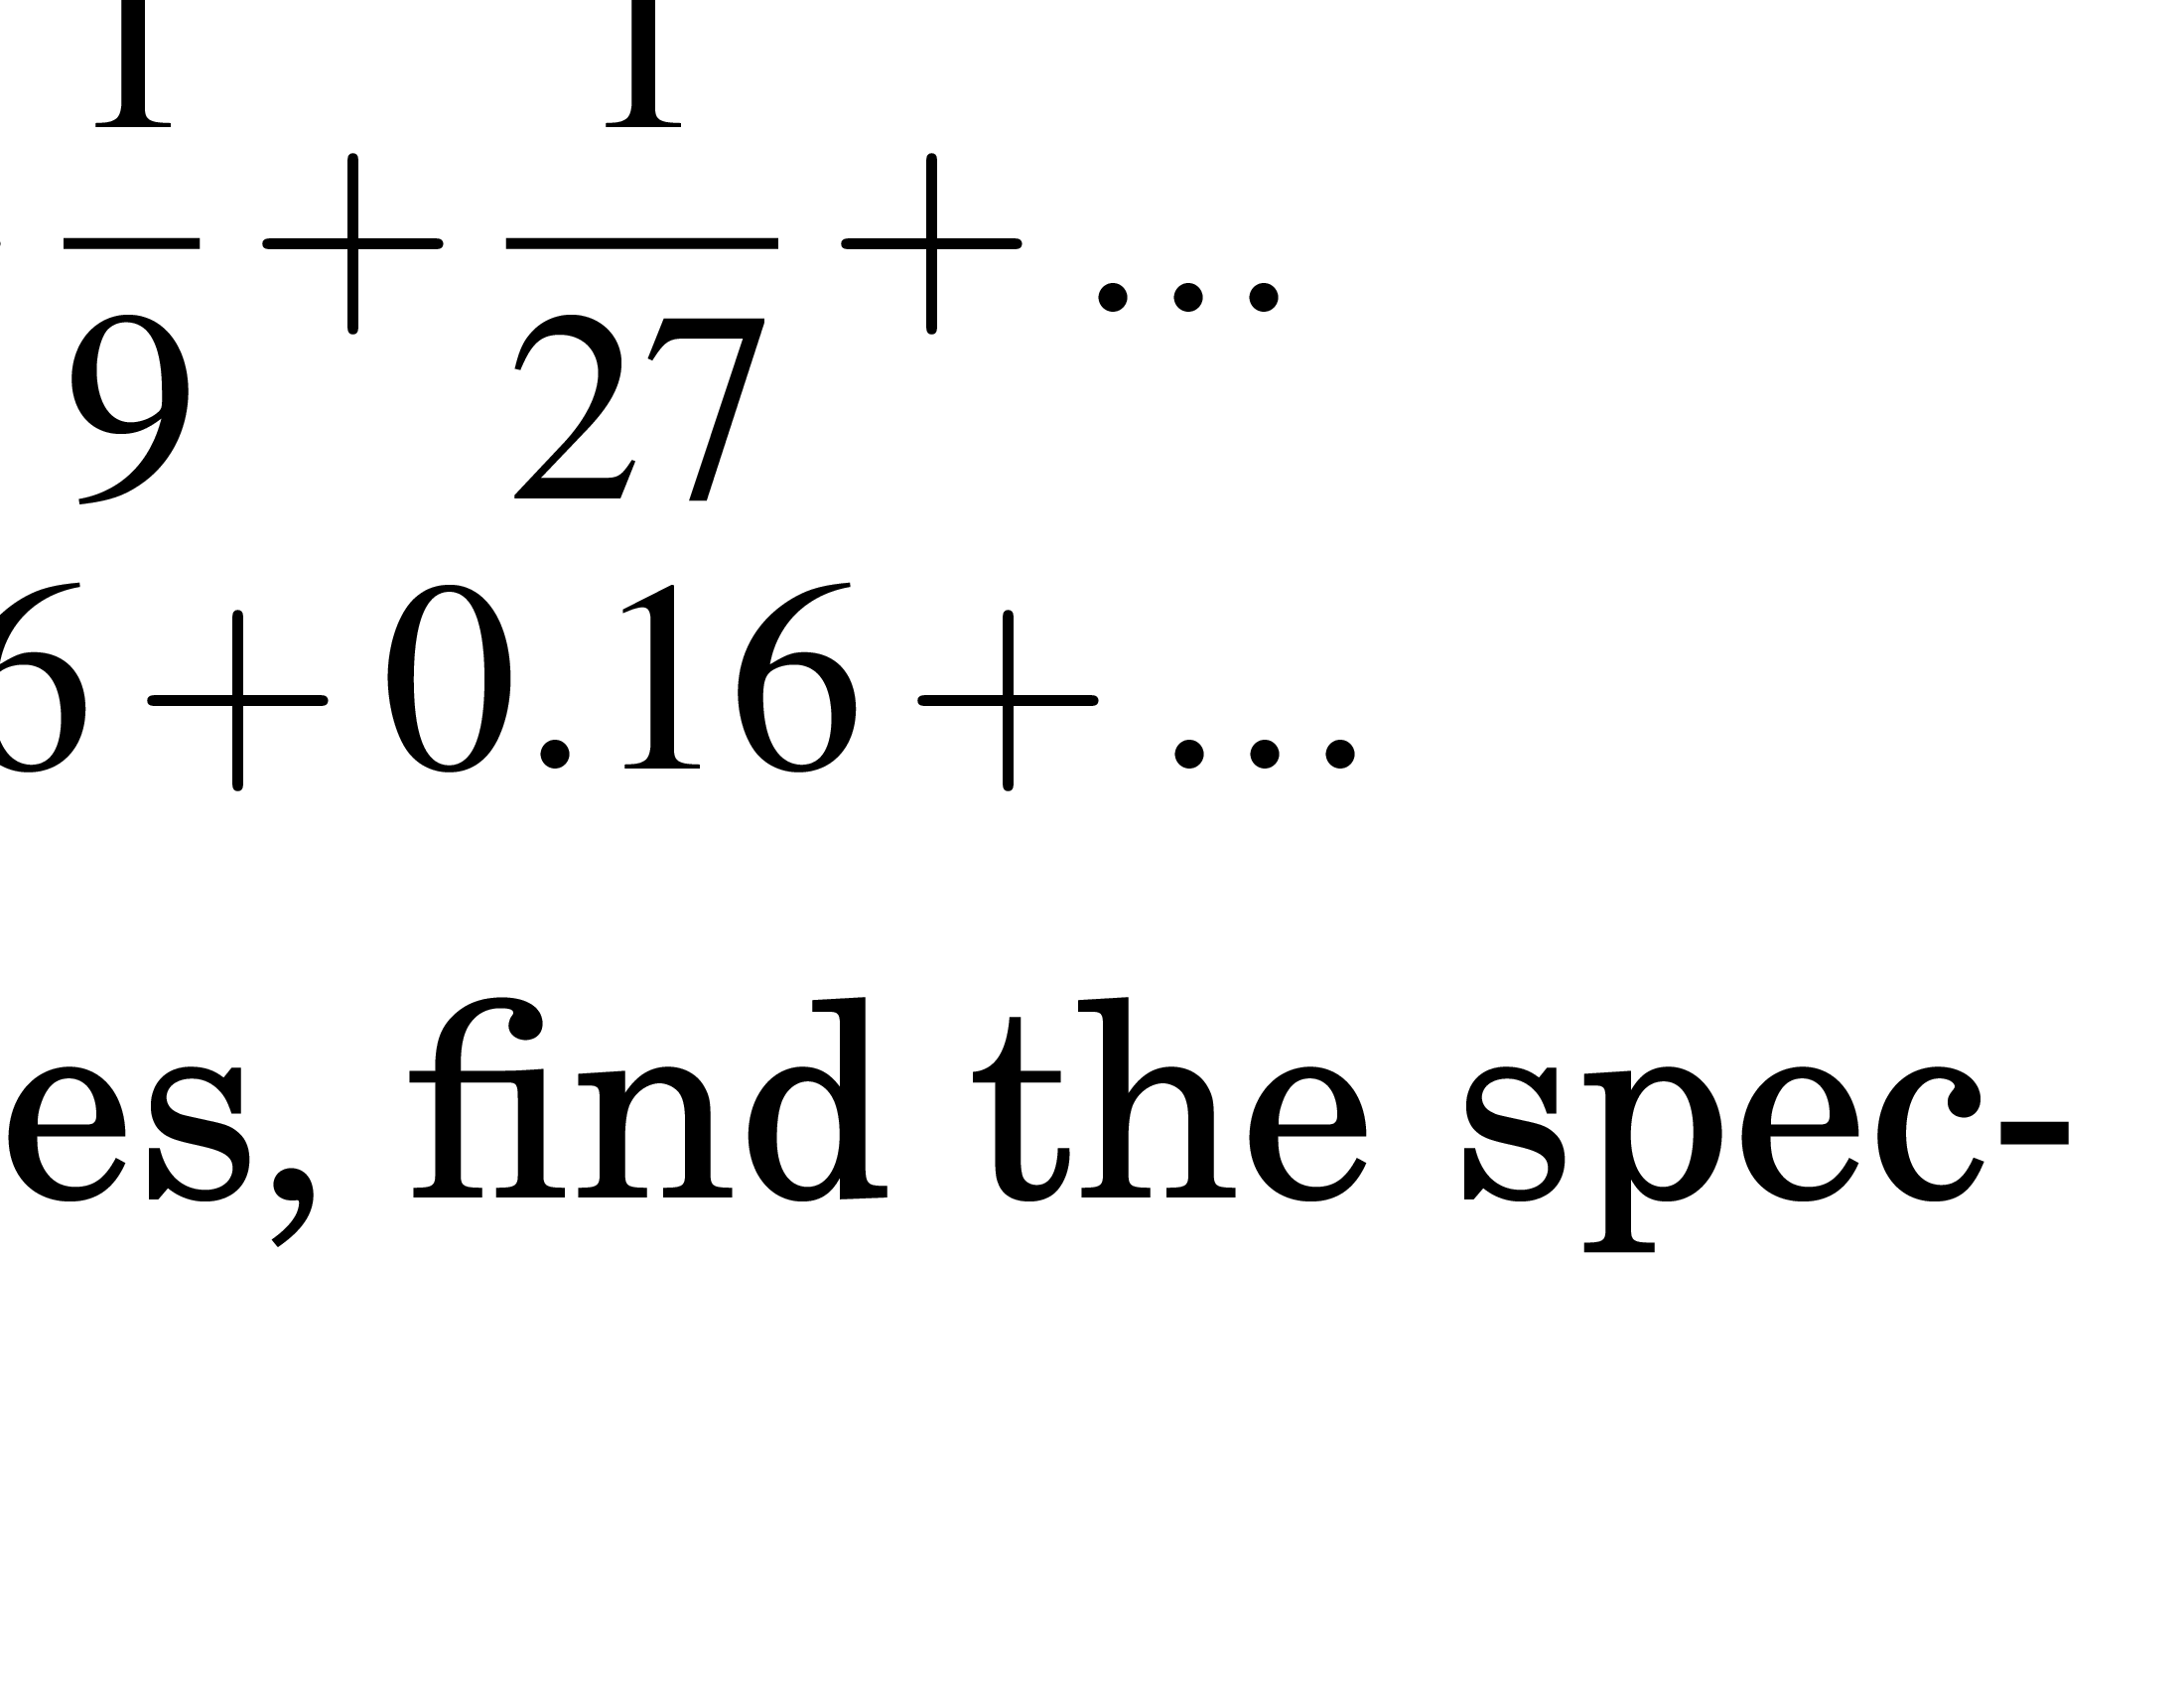 1/9 + 1/27 + ...
6 + 0.16 + ...
es, find the spec-